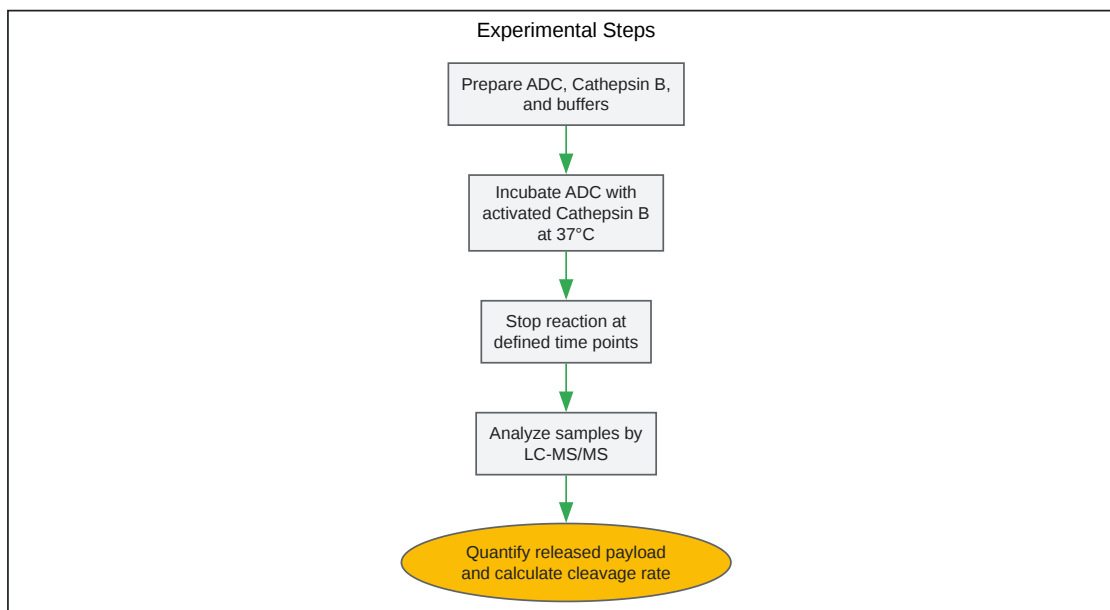 Experimental Steps
Prepare ADC, Cathepsin B,
and buffers
Incubate ADC with
activated Cathepsin B
at 37°C
Stop reaction at
defined time points
Analyze samples by
LC-MS/MS
Quantify released payload
and calculate cleavage rate